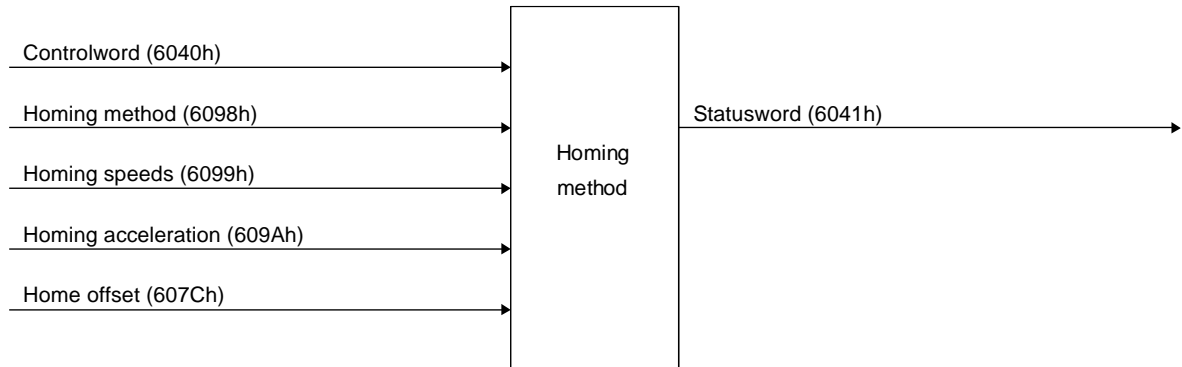 Controlword (6040h)
Homing method (6098h)
Homing speeds (6099h)
Homing acceleration (609Ah)
Home offset (607Ch)
Homing
method
Statusword (6041h)